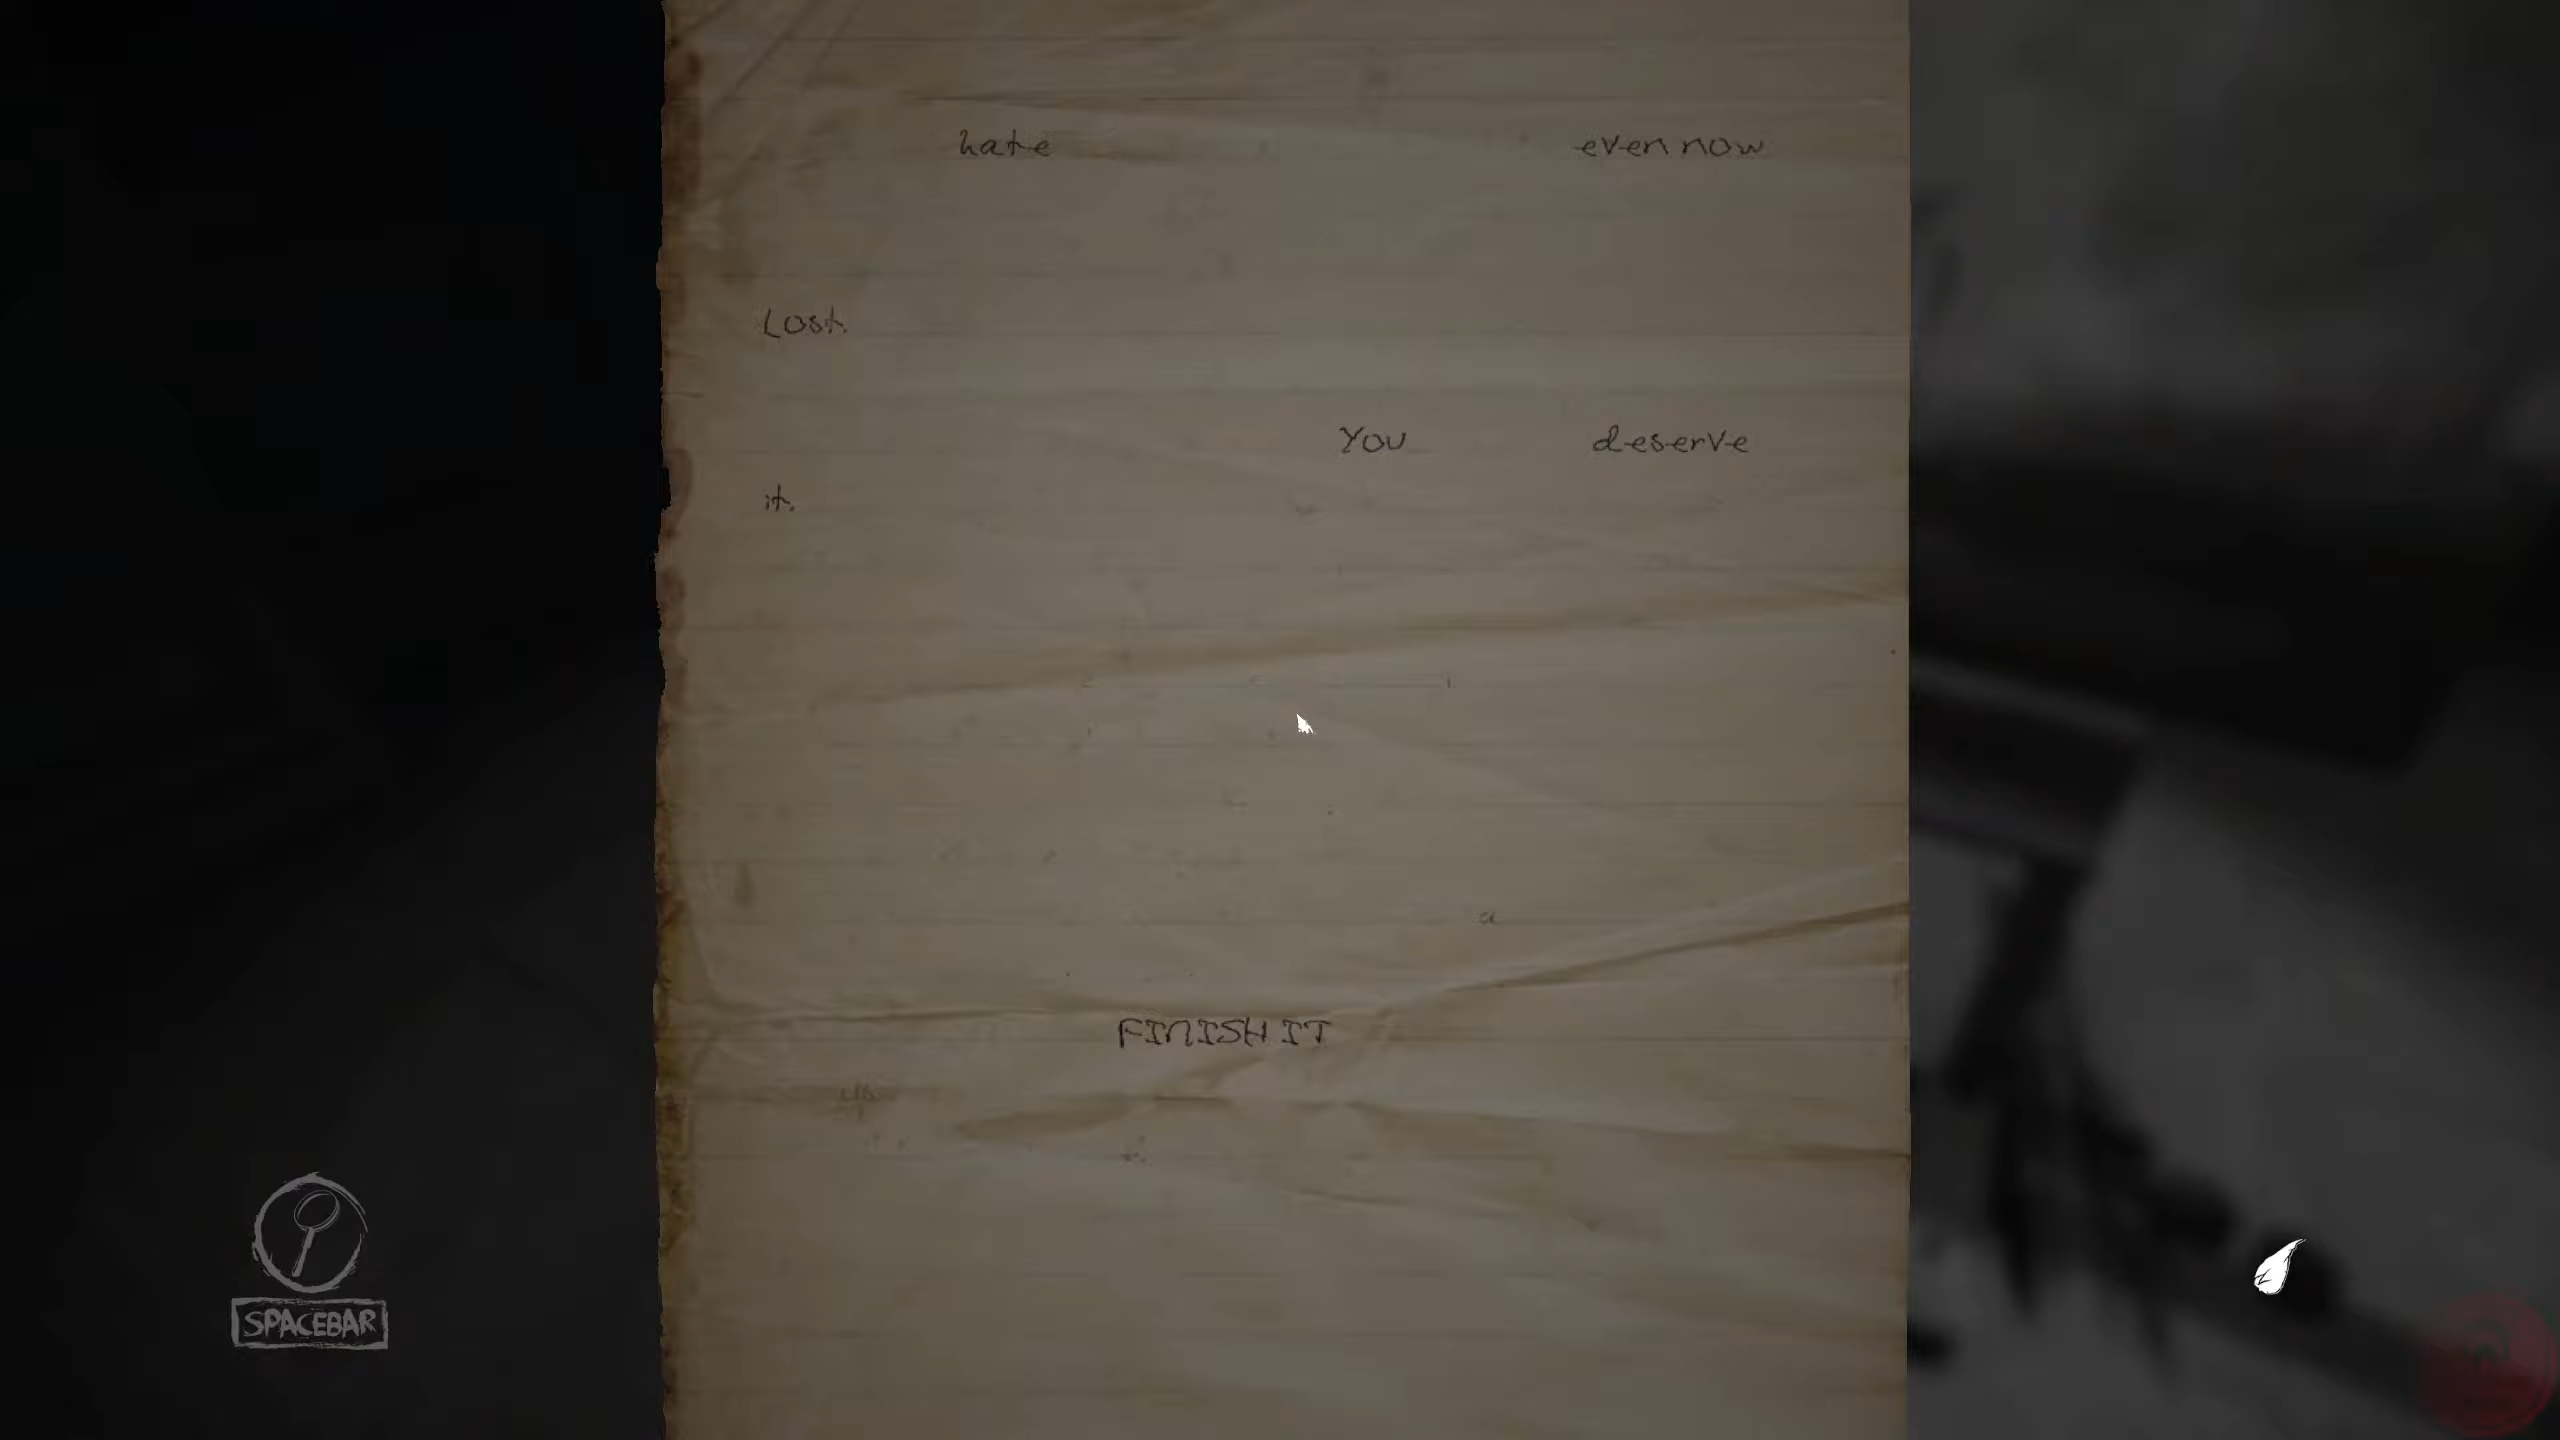 hate even now
Lost.
You deserve
it.
a
FINISH IT
SPACEBAR